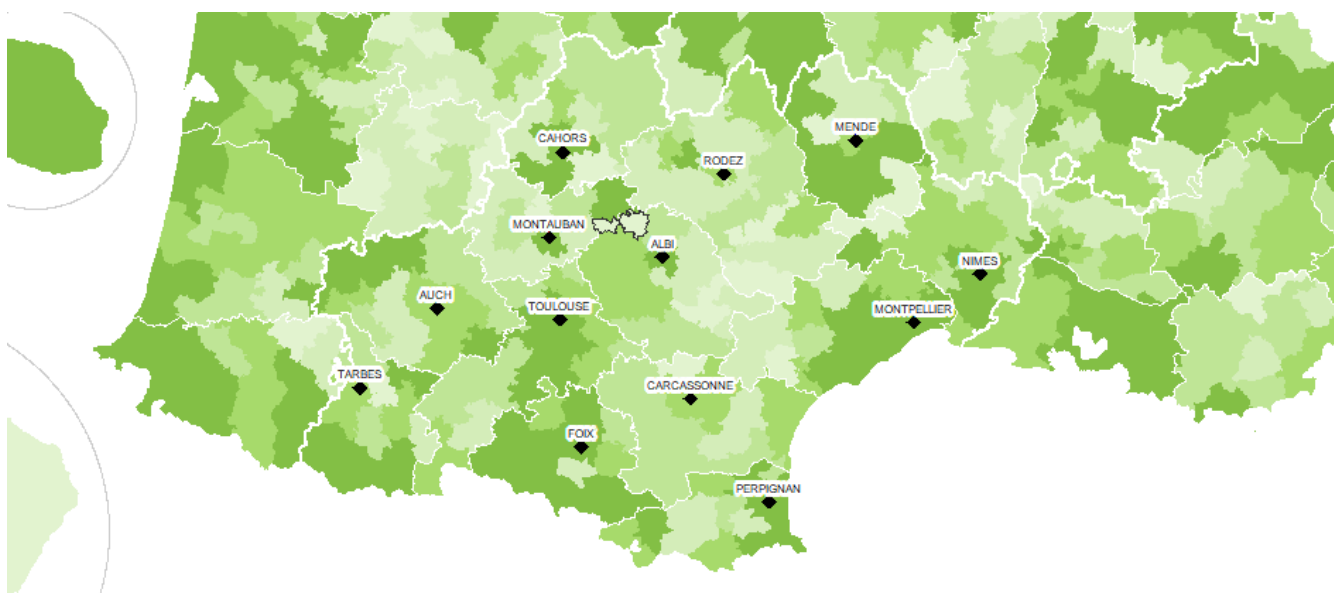 MENDE
CAHORS
RODEZ
MONTAUBAN
ALBI
NIMES
AUCH
TOULOUSE
MONTPELLIER
TARBES
CARCASSONNE
FOIX
PERPIGNAN